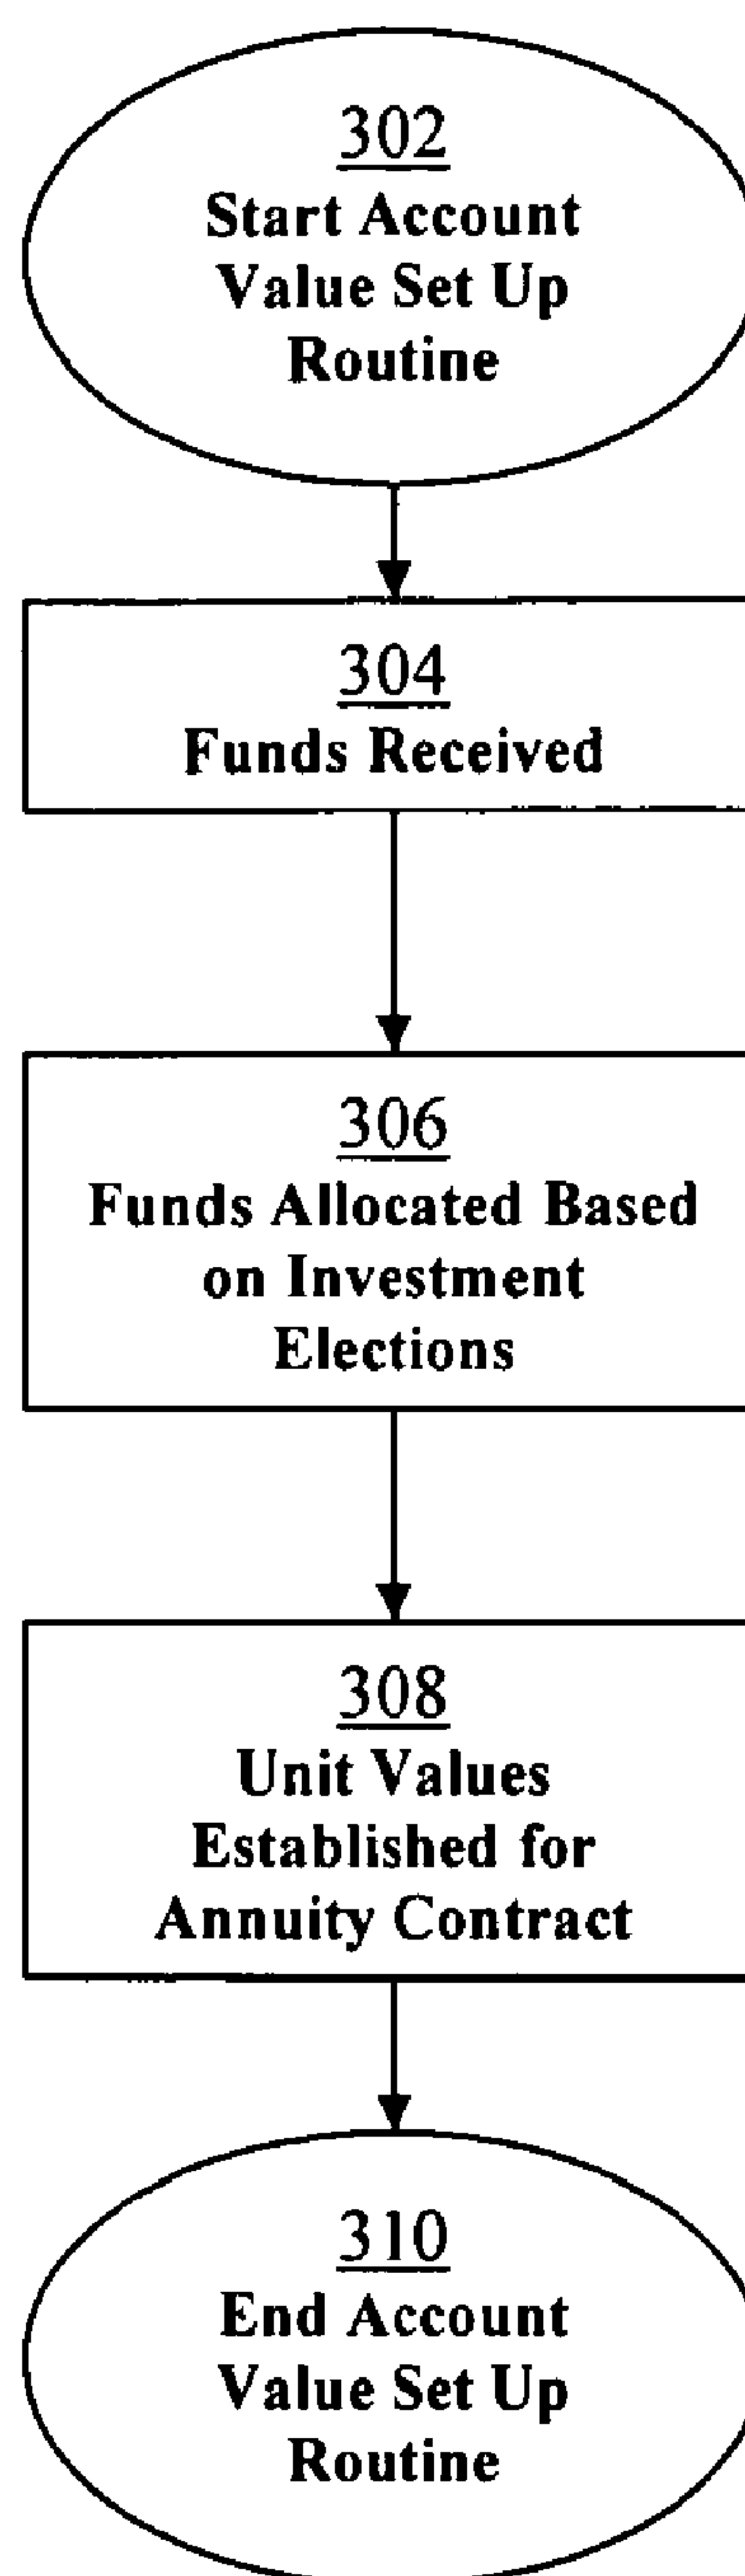 302
Start Account
Value Set Up
Routine
304
Funds Received
306
Funds Allocated Based
on Investment
Elections
308
Unit Values
Established for
Annuity Contract
310
End Account
Value Set Up
Routine